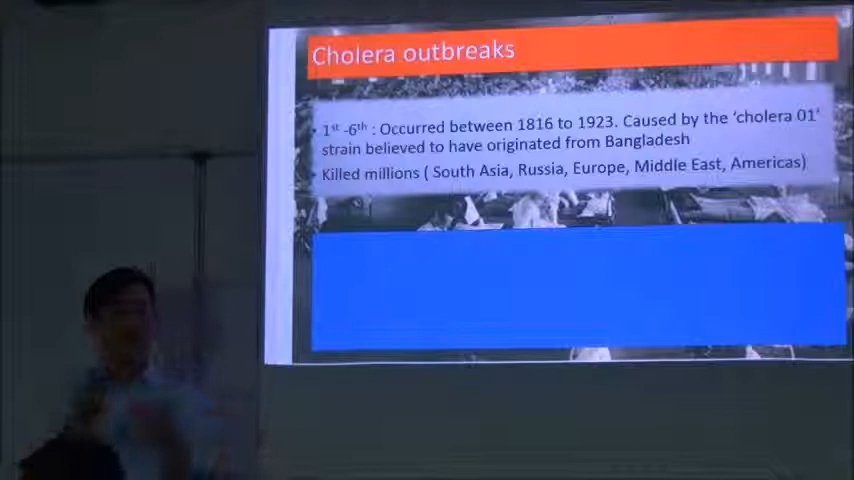 Cholera outbreaks
• 1st -6th : Occurred between 1816 to 1923. Caused by the ‘cholera 01‘
strain believed to have originated from Bangladesh
• Killed millions ( South Asia, Russia, Europe, Middle East, Americas)